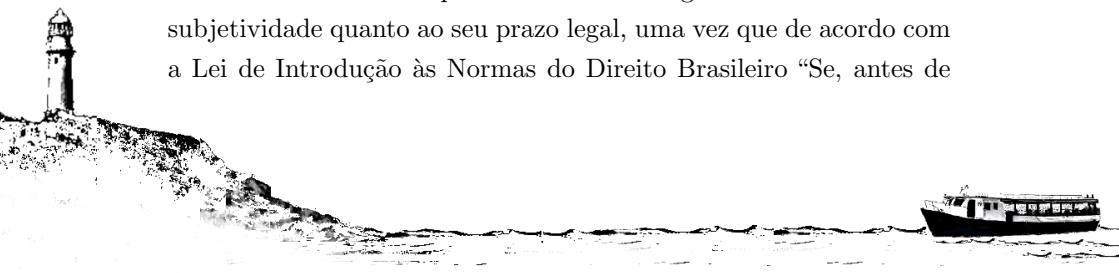 subjetividade quanto ao seu prazo legal, uma vez que de acordo com
a Lei de Introdução às Normas do Direito Brasileiro “Se, antes de